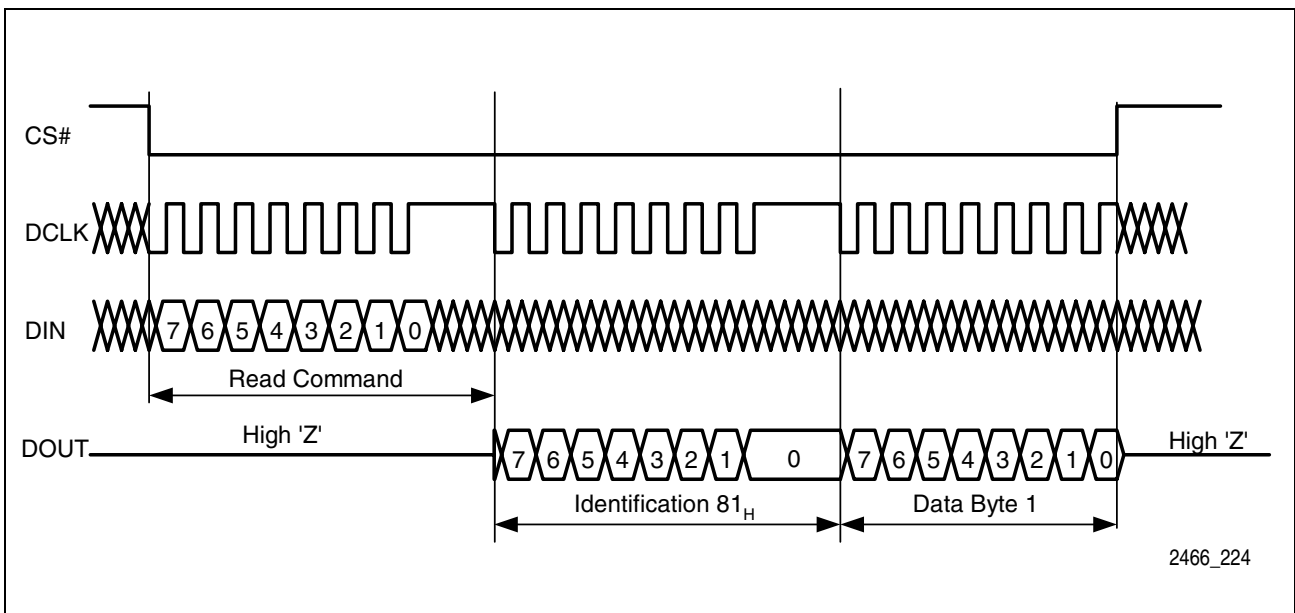 CS#
DCLK
DIN 7 6 5 4 3 2 1 0
Read Command
DOUT High 'Z' 7 6 5 4 3 2 1 0 7 6 5 4 3 2 1 0 High 'Z'
Identification 81H Data Byte 1
2466_224